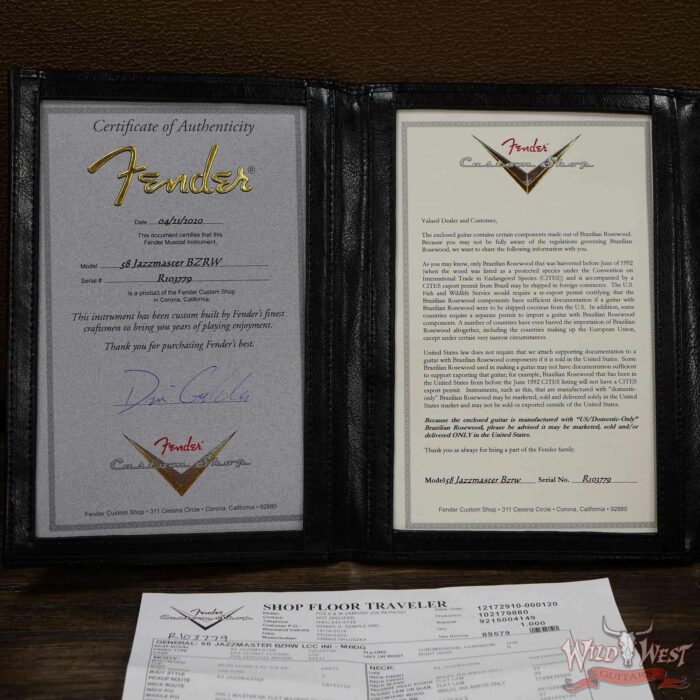 Certificate of Authenticity
Fender®
Date 04/21/2020
This document certifies that this
Fender Musical Instrument,
Model 58 Jazzmaster BZRW
Serial # R103779
is a product of the Fender Custom Shop
in Corona, California.
This instrument has been custom built by Fender's finest
craftsmen to bring you years of playing enjoyment.
Thank you for purchasing Fender's best.
Fender
Custom Shop
Fender Custom Shop • 311 Cessna Circle • Corona, California • 92880
Fender
Custom Shop
Valued Dealer and Customer,
The enclosed guitar contains certain components made out of Brazilian Rosewood.
Because you may not be fully aware of the regulations governing Brazilian
Rosewood, we want to share the following information with you.
As you may know, only Brazilian Rosewood that was harvested before June of 1992
(when the wood was listed as a protected species under the Convention on
International Trade in Endangered Species [CITES]) and is accompanied by a
CITES export permit from Brazil may be shipped in foreign commerce. The U.S.
Fish and Wildlife Service would require a re-export permit certifying that the
Brazilian Rosewood components have sufficient documentation if a guitar with
Brazilian Rosewood were to be shipped overseas from the U.S. In addition, some
countries require a separate permit to import a guitar with Brazilian Rosewood
components. A number of countries have even barred the importation of Brazilian
Rosewood altogether, including the countries making up the European Union,
except under certain very narrow circumstances.
United States law does not require that we attach supporting documentation to a
guitar with Brazilian Rosewood components if it is sold in the United States. Some
Brazilian Rosewood used in making a guitar may not have documentation sufficient
to support exporting that guitar, for example, Brazilian Rosewood that has been in
the United States from before the June 1992 CITES listing will not have a CITES
export permit. Instruments, such as this, that are manufactured with "domestic-
only" Brazilian Rosewood may be marketed, sold and delivered solely in the United
States market and may not be sold or exported outside of the United States.
Because the enclosed guitar is manufactured with "US/Domestic-Only"
Brazilian Rosewood, please be advised it may be marketed, sold and/or
delivered ONLY in the United States.
Thank you as always for being a part of the Fender family.
Model 58 Jazzmaster Bzrw Serial No. R103779
Fender Custom Shop • 311 Cessna Circle • Corona, California • 92880
Fender
SHOP FLOOR TRAVELER
12172910-000120
102179880
9215004149
1.000
89579
R103779
GENERAL: 58 JAZZMASTER BZRW LCC INI - MBDG
BODY:
NECK:
WILD WEST
GUITARS